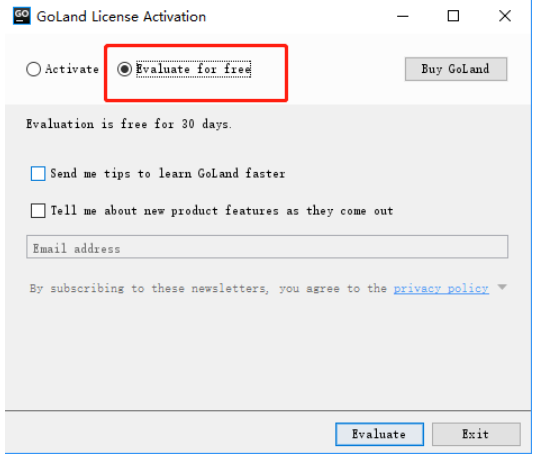 GO GoLand License Activation
Activate Evaluate for free Buy GoLand
Evaluation is free for 30 days.
Send me tips to learn GoLand faster
Tell me about new product features as they come out
Email address
By subscribing to these newsletters, you agree to the privacy policy
Evaluate Exit